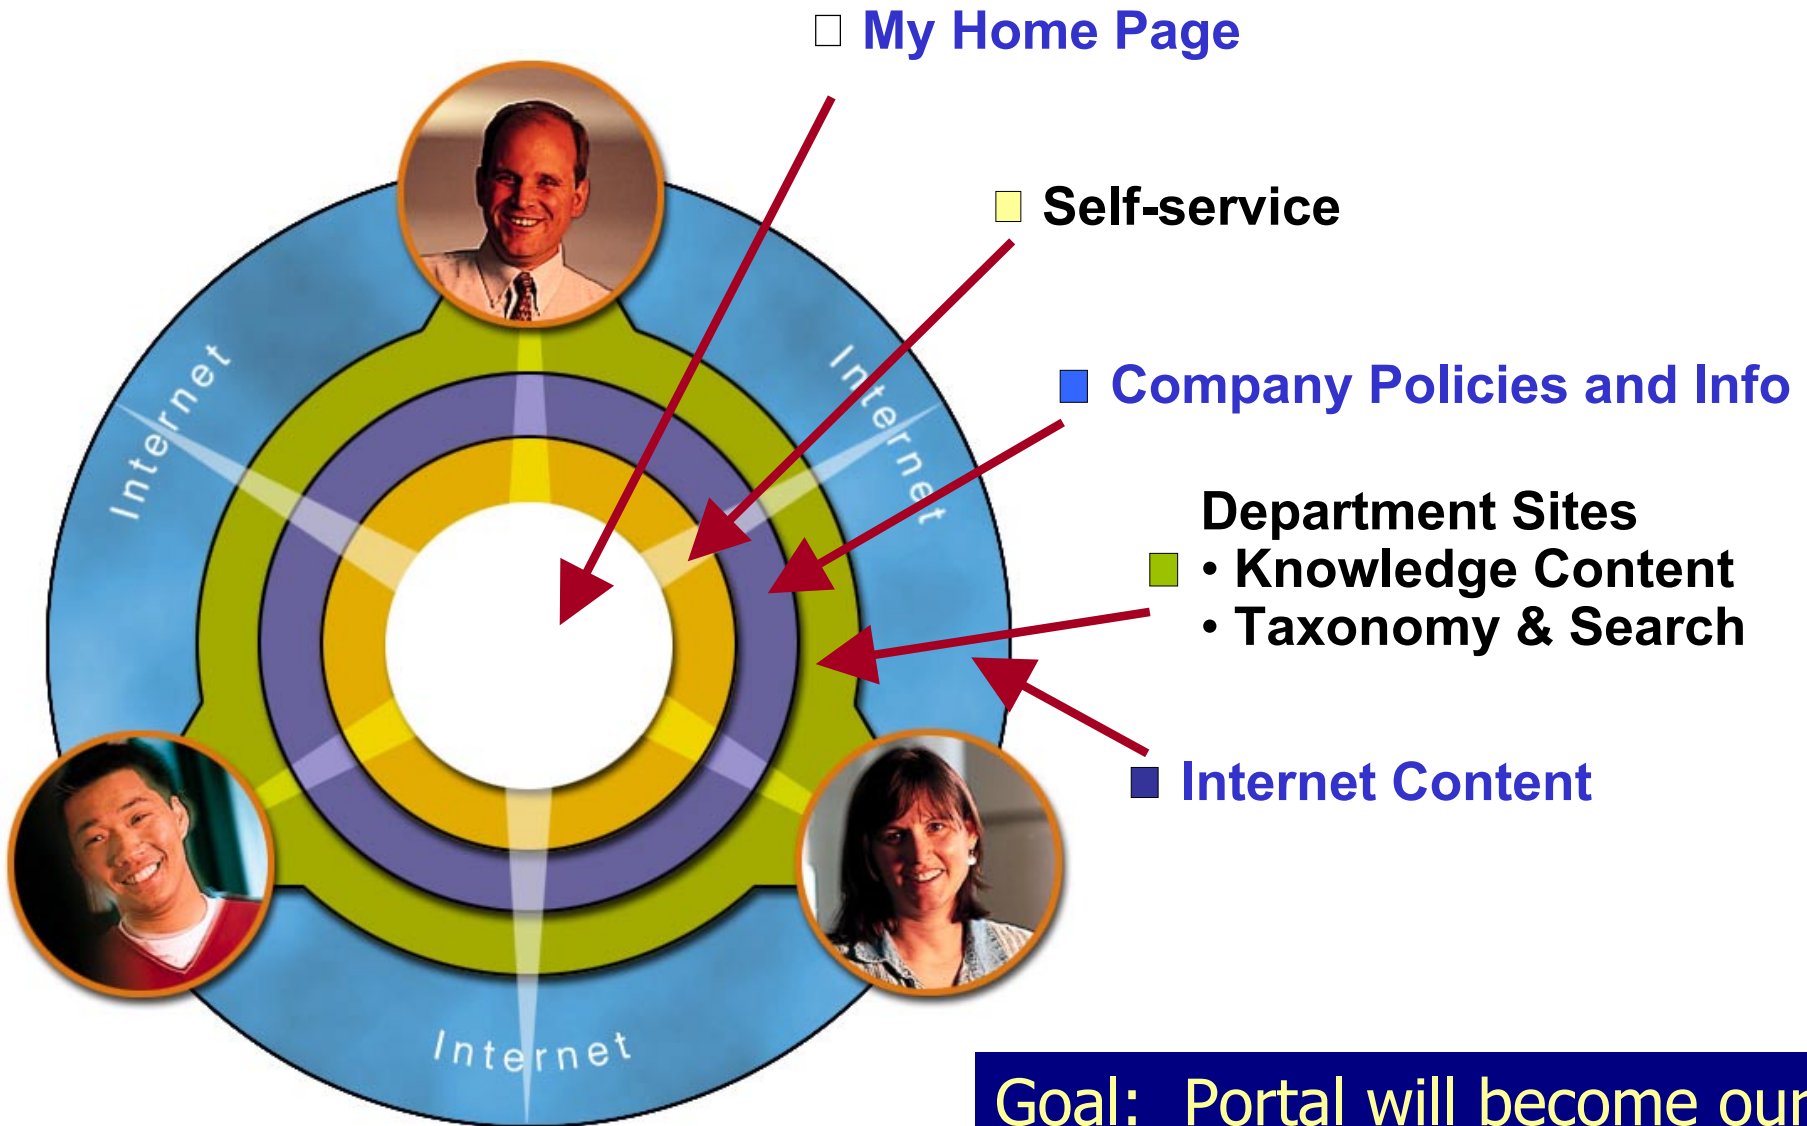 My Home Page
Self-service
Company Policies and Info
Department Sites
• Knowledge Content
• Taxonomy & Search
Internet Content
Internet
Internet
Internet
Goal: Portal will become our